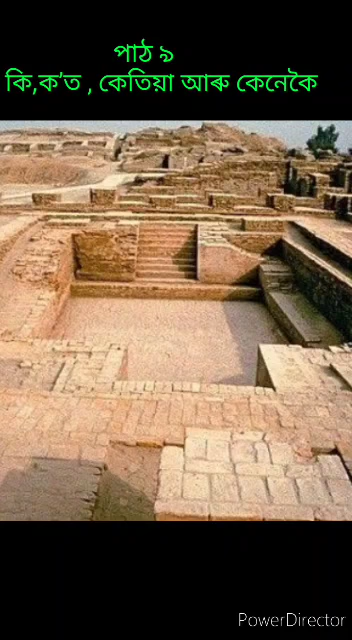 পাঠ ৯
কি,ক'ত , কেতিয়া আৰু কেনেকৈ
PowerDirector